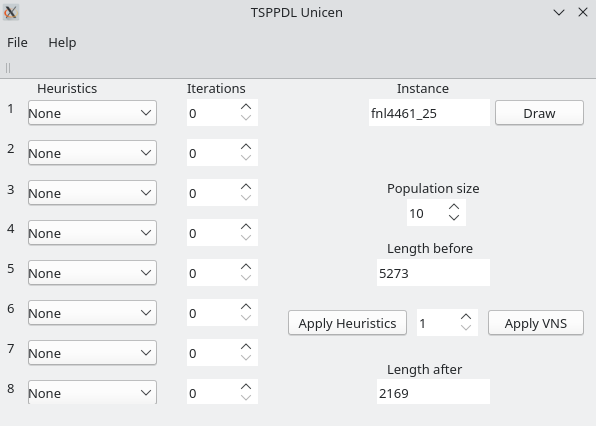 TSPPDL Unicen
File Help
Heuristics Iterations Instance
1 None 0 fnl4461_25 Draw
2 None 0
3 None 0 Population size
10
4 None 0 Length before
5 None 0 5273
6 None 0 Apply Heuristics 1 Apply VNS
7 None 0 Length after
8 None 0 2169